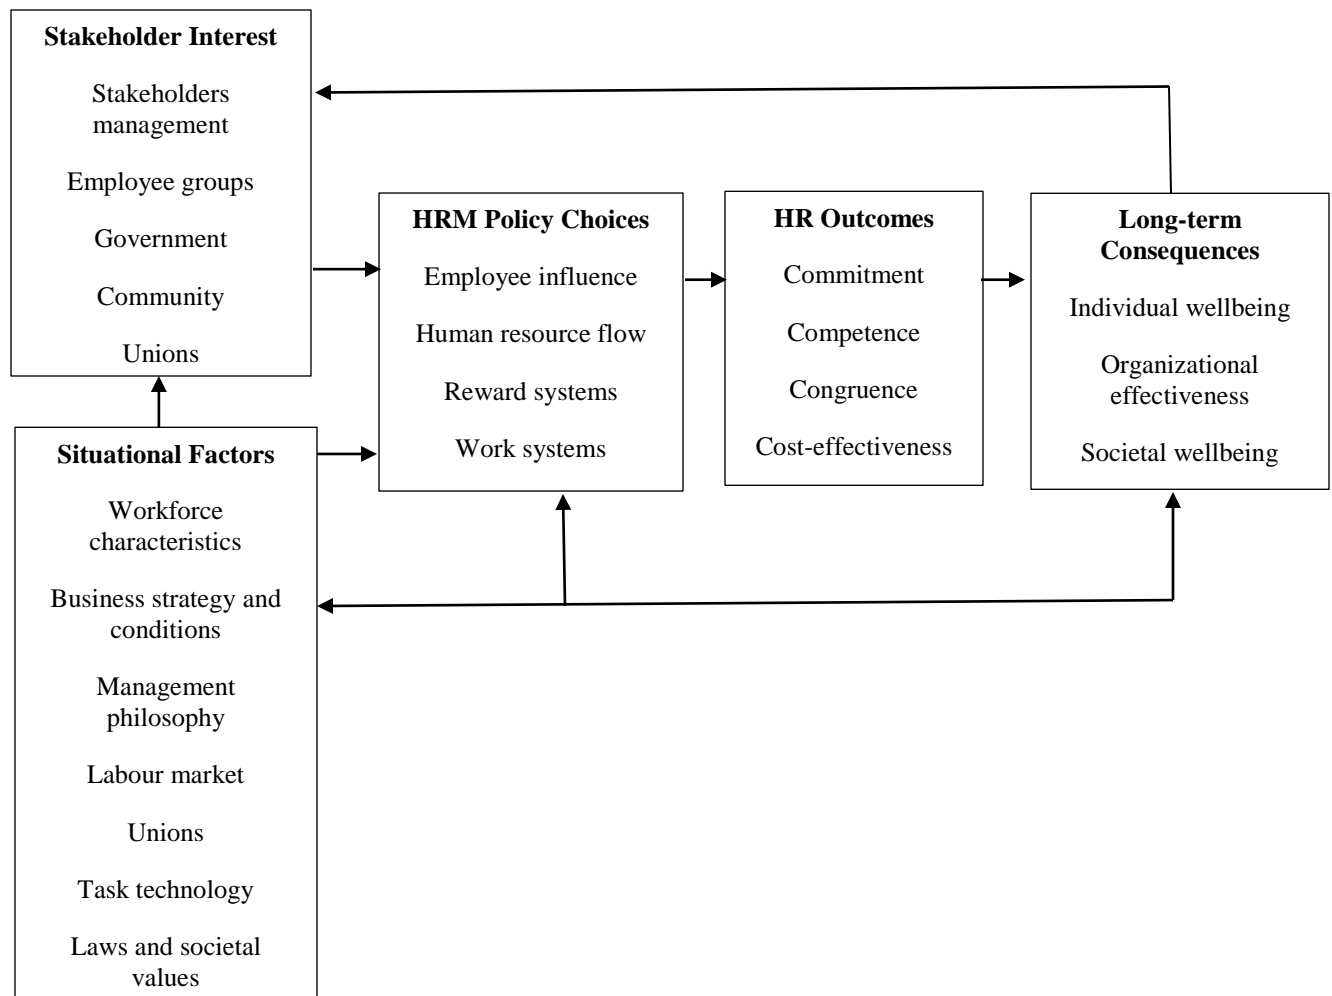 Stakeholder Interest
Stakeholders
management
Employee groups
Government
Community
Unions
Situational Factors
Workforce
characteristics
Business strategy and
conditions
Management
philosophy
Labour market
Unions
Task technology
Laws and societal
values
HRM Policy Choices
Employee influence
Human resource flow
Reward systems
Work systems
HR Outcomes
Commitment
Competence
Congruence
Cost-effectiveness
Long-term
Consequences
Individual wellbeing
Organizational
effectiveness
Societal wellbeing